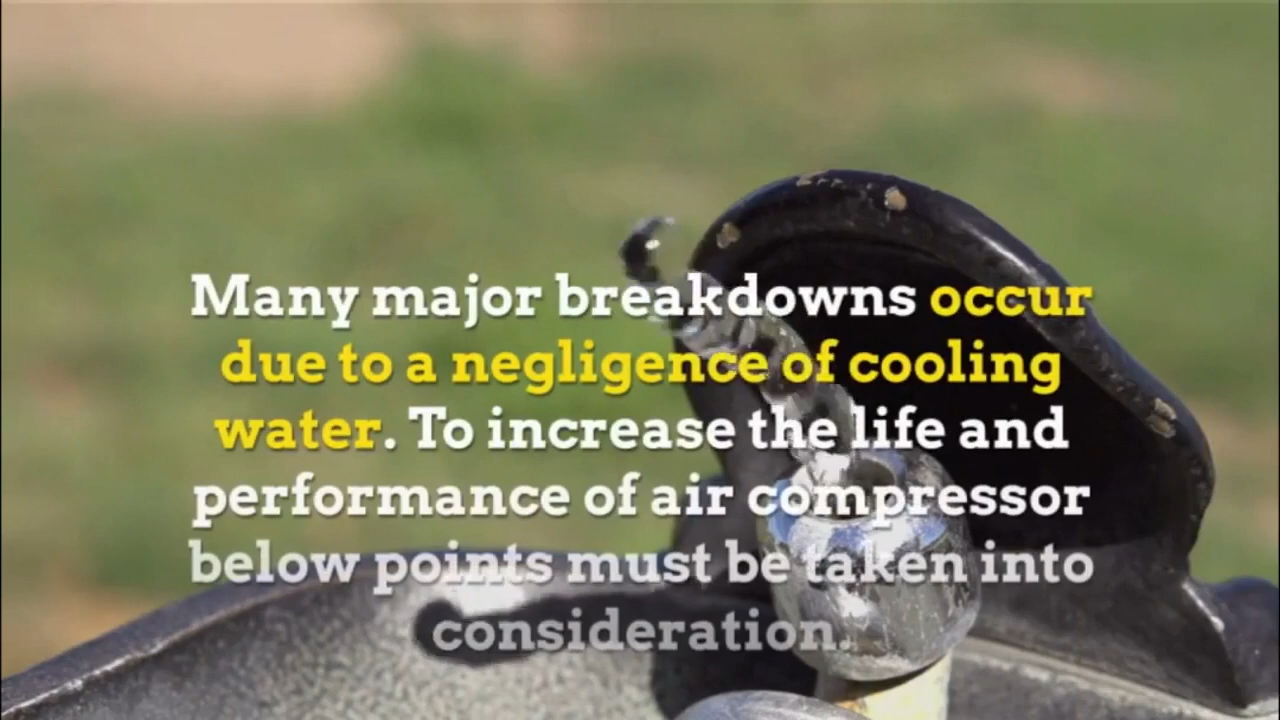 Many major breakdowns occur
due to a negligence of cooling
water. To increase the life and
performance of air compressor
below points must be taken into
consideration.